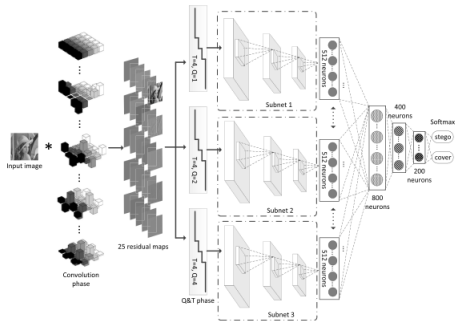 Input image
*
Convolution
phase
25 residual maps
T=4, Q=1
T=4, Q=2
T=4, Q=4
Q&T phase
Subnet 1
Subnet 2
Subnet 3
512 neurons
512 neurons
512 neurons
800
neurons
400
neurons
200
neurons
Softmax
stego
cover